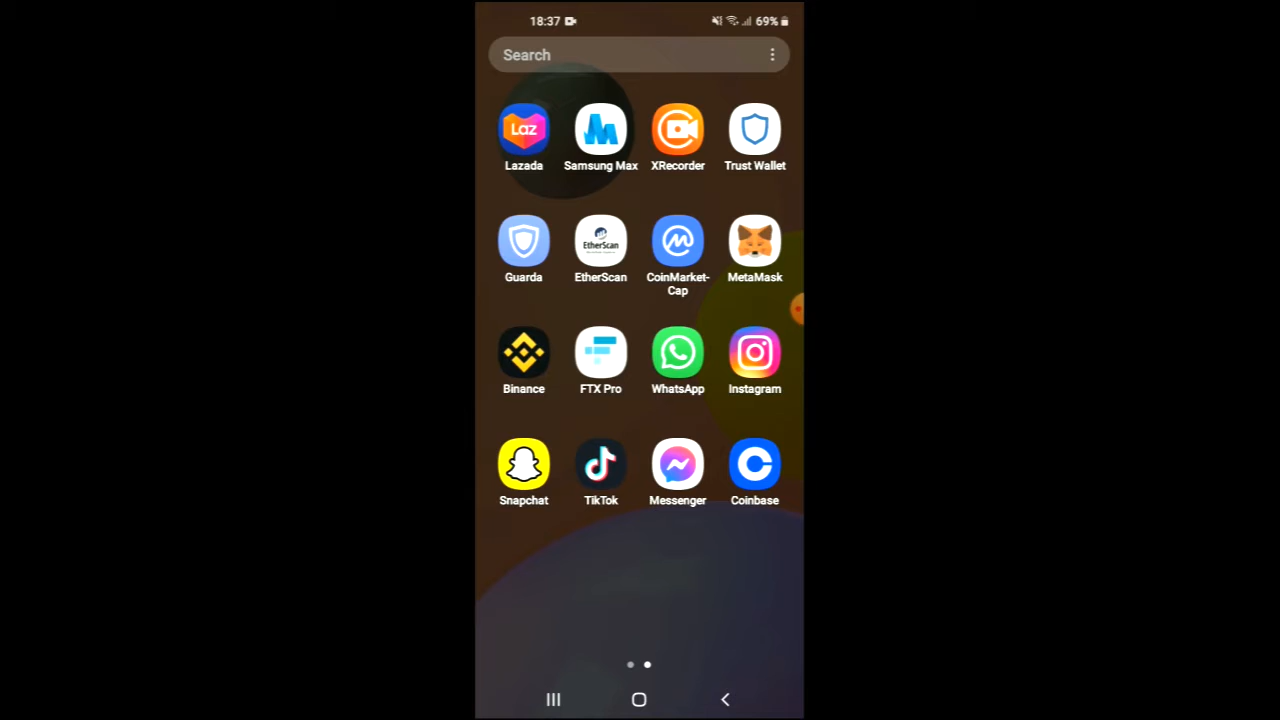 18:37
69%
Search
Laz
Lazada
Samsung Max
XRecorder
Trust Wallet
EtherScan
Guarda
EtherScan
CoinMarket-
Cap
MetaMask
Binance
FTX Pro
WhatsApp
Instagram
Snapchat
TikTok
Messenger
Coinbase